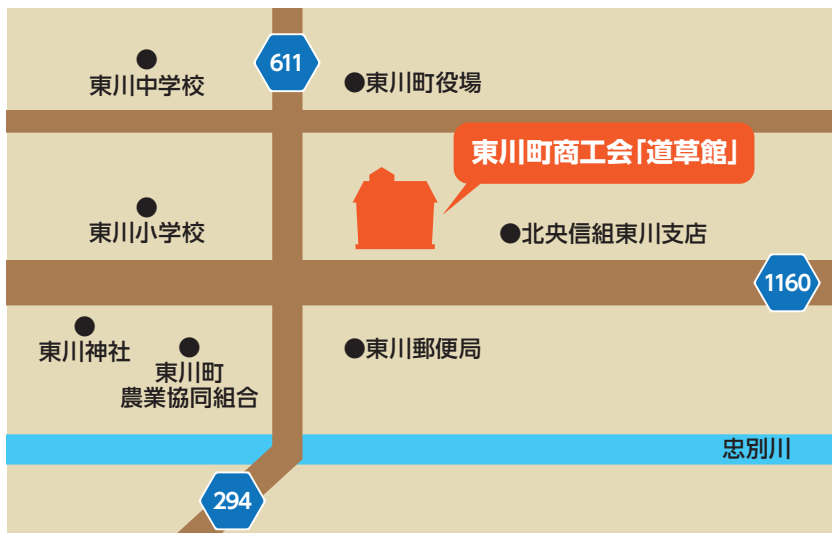 611
東川中学校
●東川町役場
東川町商工会「道草館」
東川小学校
●北央信組東川支店
1160
東川神社
東川町
農業協同組合
●東川郵便局
忠別川
294